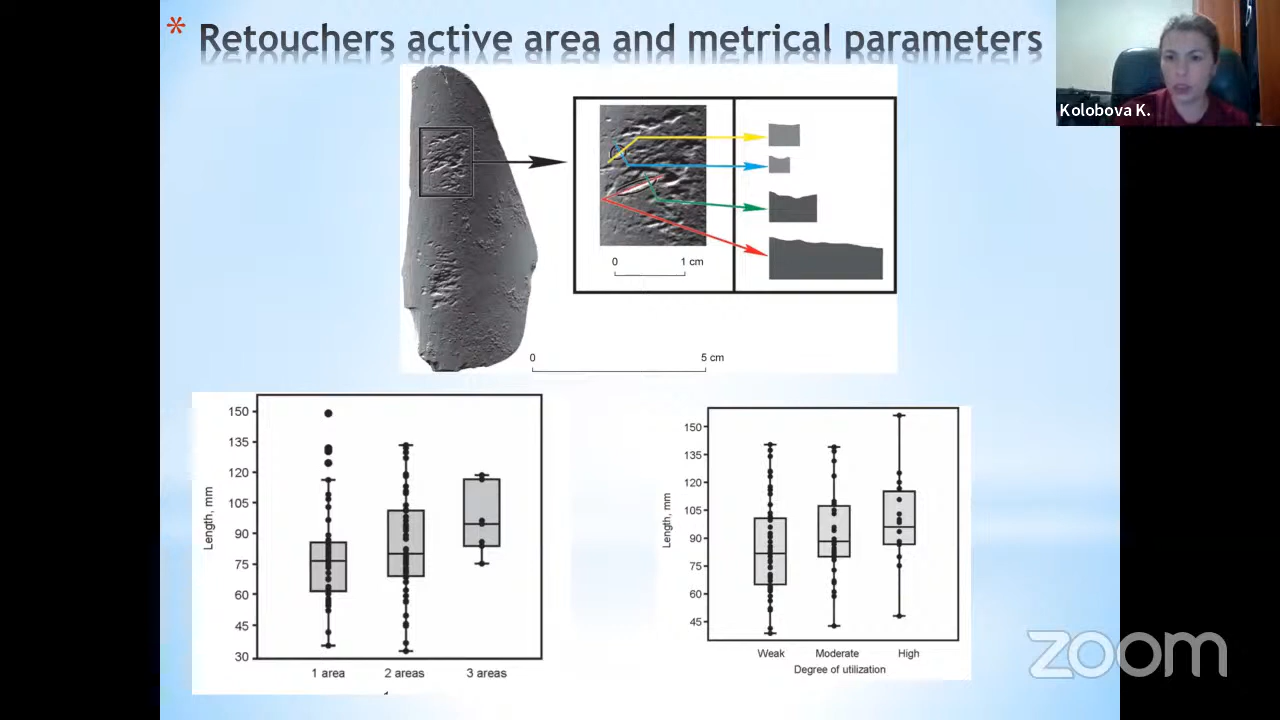 * Retouchers active area and metrical parameters
Kolobova K.
0 1 cm
0 5 cm
150
135
120
105
90
75
60
45
30
Length, mm
1 area 2 areas 3 areas
150
135
120
105
90
75
60
45
Length, mm
Weak Moderate High
Degree of utilization
zoom